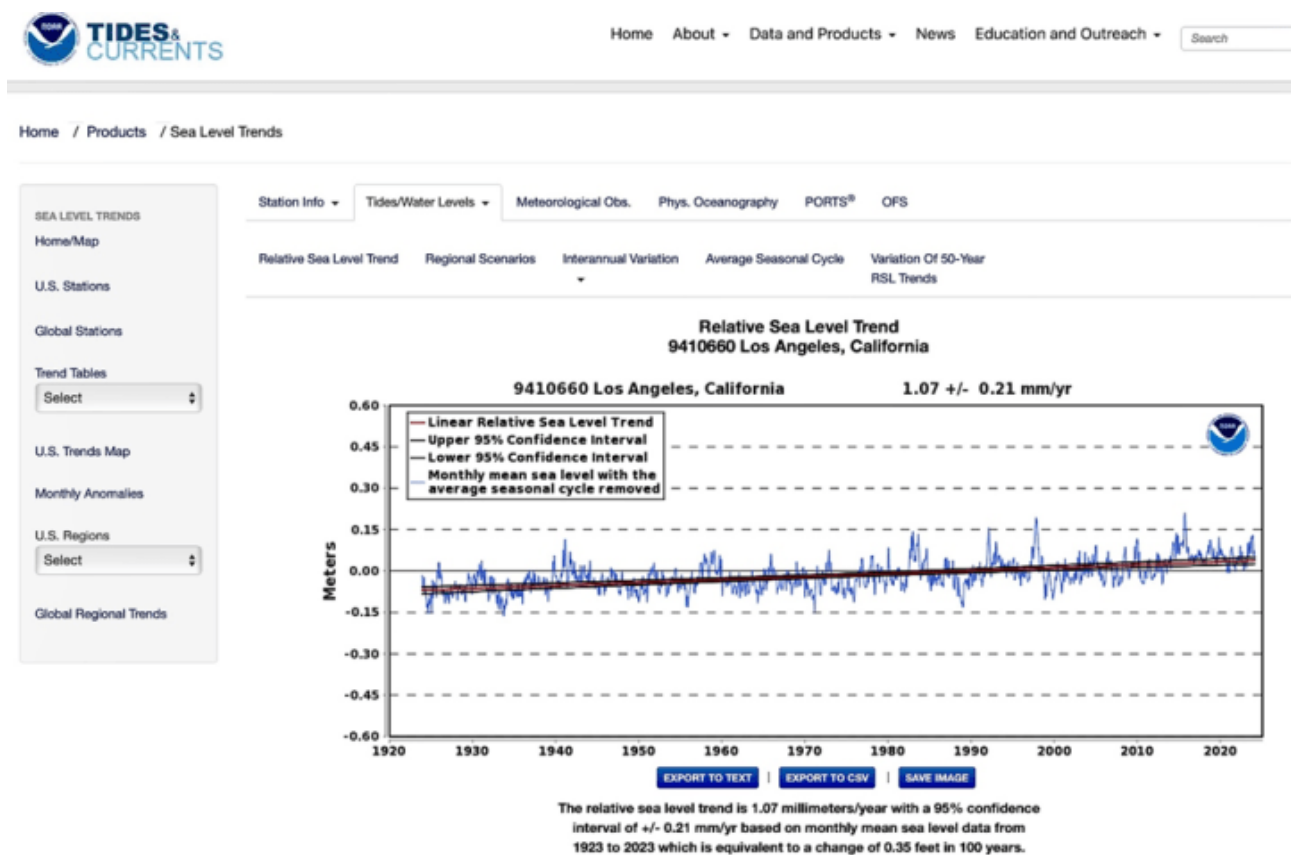 TIDES&
CURRENTS
Home About Data and Products News Education and Outreach Search
Home / Products / Sea Level Trends
SEA LEVEL TRENDS
Home/Map
U.S. Stations
Global Stations
Trend Tables
Select
U.S. Trends Map
Monthly Anomalies
U.S. Regions
Select
Global Regional Trends
Station Info Tides/Water Levels Meteorological Obs. Phys. Oceanography PORTS® OFS
Relative Sea Level Trend Regional Scenarios Interannual Variation Average Seasonal Cycle Variation Of 50-Year
RSL Trends
Relative Sea Level Trend
9410660 Los Angeles, California
9410660 Los Angeles, California 1.07 +/- 0.21 mm/yr
Linear Relative Sea Level Trend
Upper 95% Confidence Interval
Lower 95% Confidence Interval
Monthly mean sea level with the
average seasonal cycle removed
Meters
0.60
0.45
0.30
0.15
0.00
-0.15
-0.30
-0.45
-0.60
1920 1930 1940 1950 1960 1970 1980 1990 2000 2010 2020
EXPORT TO TEXT | EXPORT TO CSV | SAVE IMAGE
The relative sea level trend is 1.07 millimeters/year with a 95% confidence
interval of +/- 0.21 mm/yr based on monthly mean sea level data from
1923 to 2023 which is equivalent to a change of 0.35 feet in 100 years.